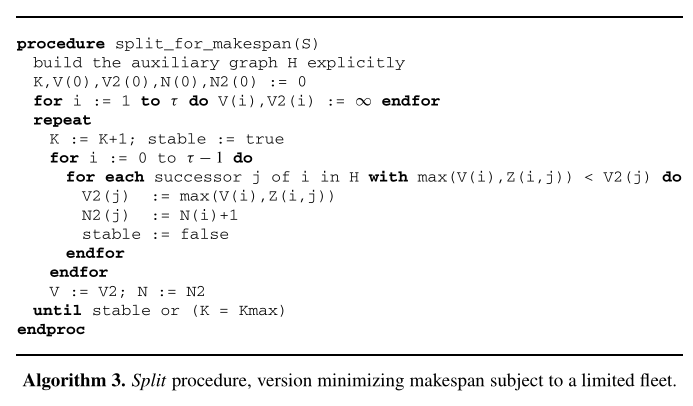 procedure split_for_makespan(S)
build the auxiliary graph H explicitly
K,V(0),V2(0),N(0),N2(0) := 0
for i := 1 to τ do V(i),V2(i) := ∞ endfor
repeat
K := K+1; stable := true
for i := 0 to τ − 1 do
for each successor j of i in H with max(V(i),Z(i,j)) < V2(j) do
V2(j) := max(V(i),Z(i,j))
N2(j) := N(i)+1
stable := false
endfor
endfor
V := V2; N := N2
until stable or (K = Kmax)
endproc
Algorithm 3. Split procedure, version minimizing makespan subject to a limited fleet.